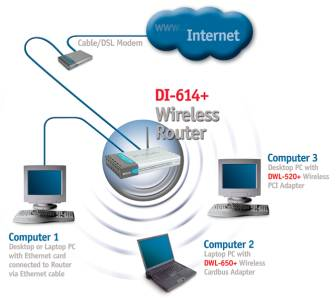 www.
Internet
Cable/DSL Modem
DI-614+
Wireless
Router
Computer 3
Desktop PC with
DWL-520+ Wireless
PCI Adapter
Computer 1
Desktop or Laptop PC
with Ethernet card
connected to Router
via Ethernet cable
Computer 2
Laptop PC with
DWL-650+ Wireless
Cardbus Adapter